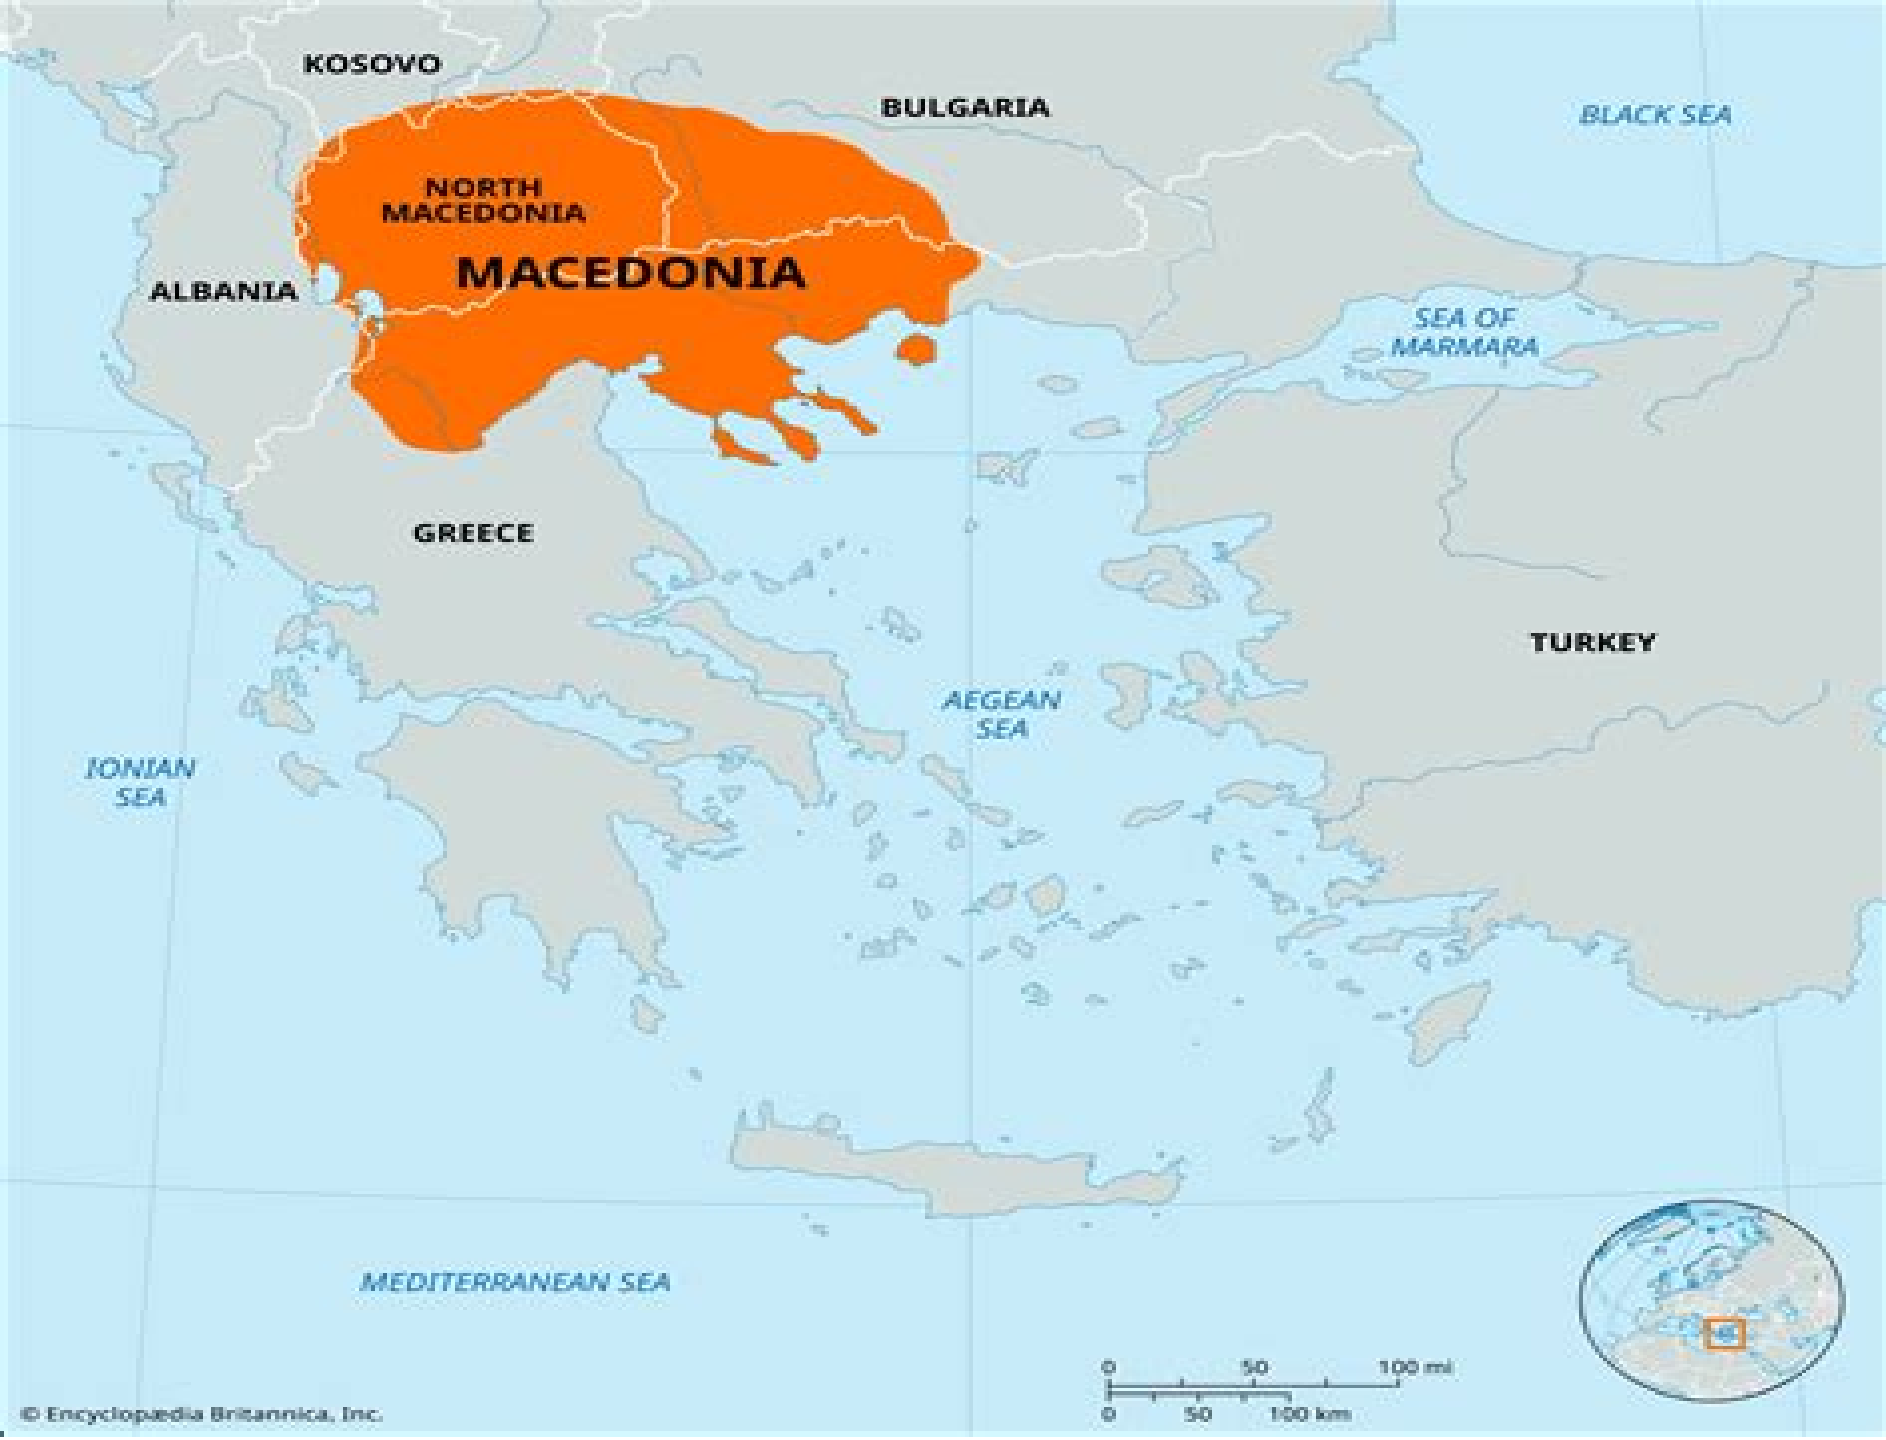 KOSOVO
BULGARIA
BLACK SEA
NORTH
MACEDONIA
MACEDONIA
ALBANIA
SEA OF
MARMARA
GREECE
TURKEY
AEGEAN
SEA
IONIAN
SEA
MEDITERRANEAN SEA
0 50 100 mi
0 50 100 km
© Encyclopædia Britannica, Inc.